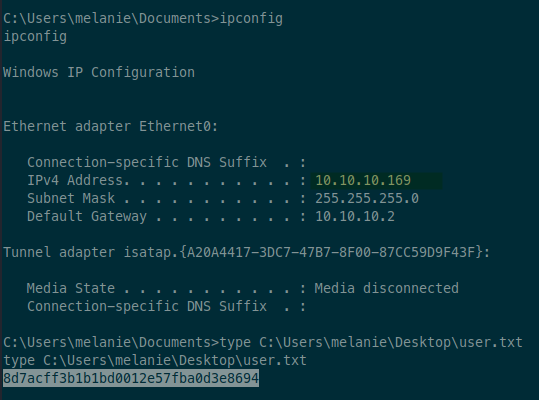 C:\Users\melanie\Documents>ipconfig
ipconfig
Windows IP Configuration
Ethernet adapter Ethernet0:
Connection-specific DNS Suffix  . :
IPv4 Address. . . . . . . . . . . : 10.10.10.169
Subnet Mask . . . . . . . . . . . : 255.255.255.0
Default Gateway . . . . . . . . . : 10.10.10.2
Tunnel adapter isatap.{A20A4417-3DC7-47B7-8F00-87CC59D9F43F}:
Media State . . . . . . . . . . . : Media disconnected
Connection-specific DNS Suffix  . :
C:\Users\melanie\Documents>type C:\Users\melanie\Desktop\user.txt
type C:\Users\melanie\Desktop\user.txt
8d7acff3b1b1bd0012e57fba0d3e8694